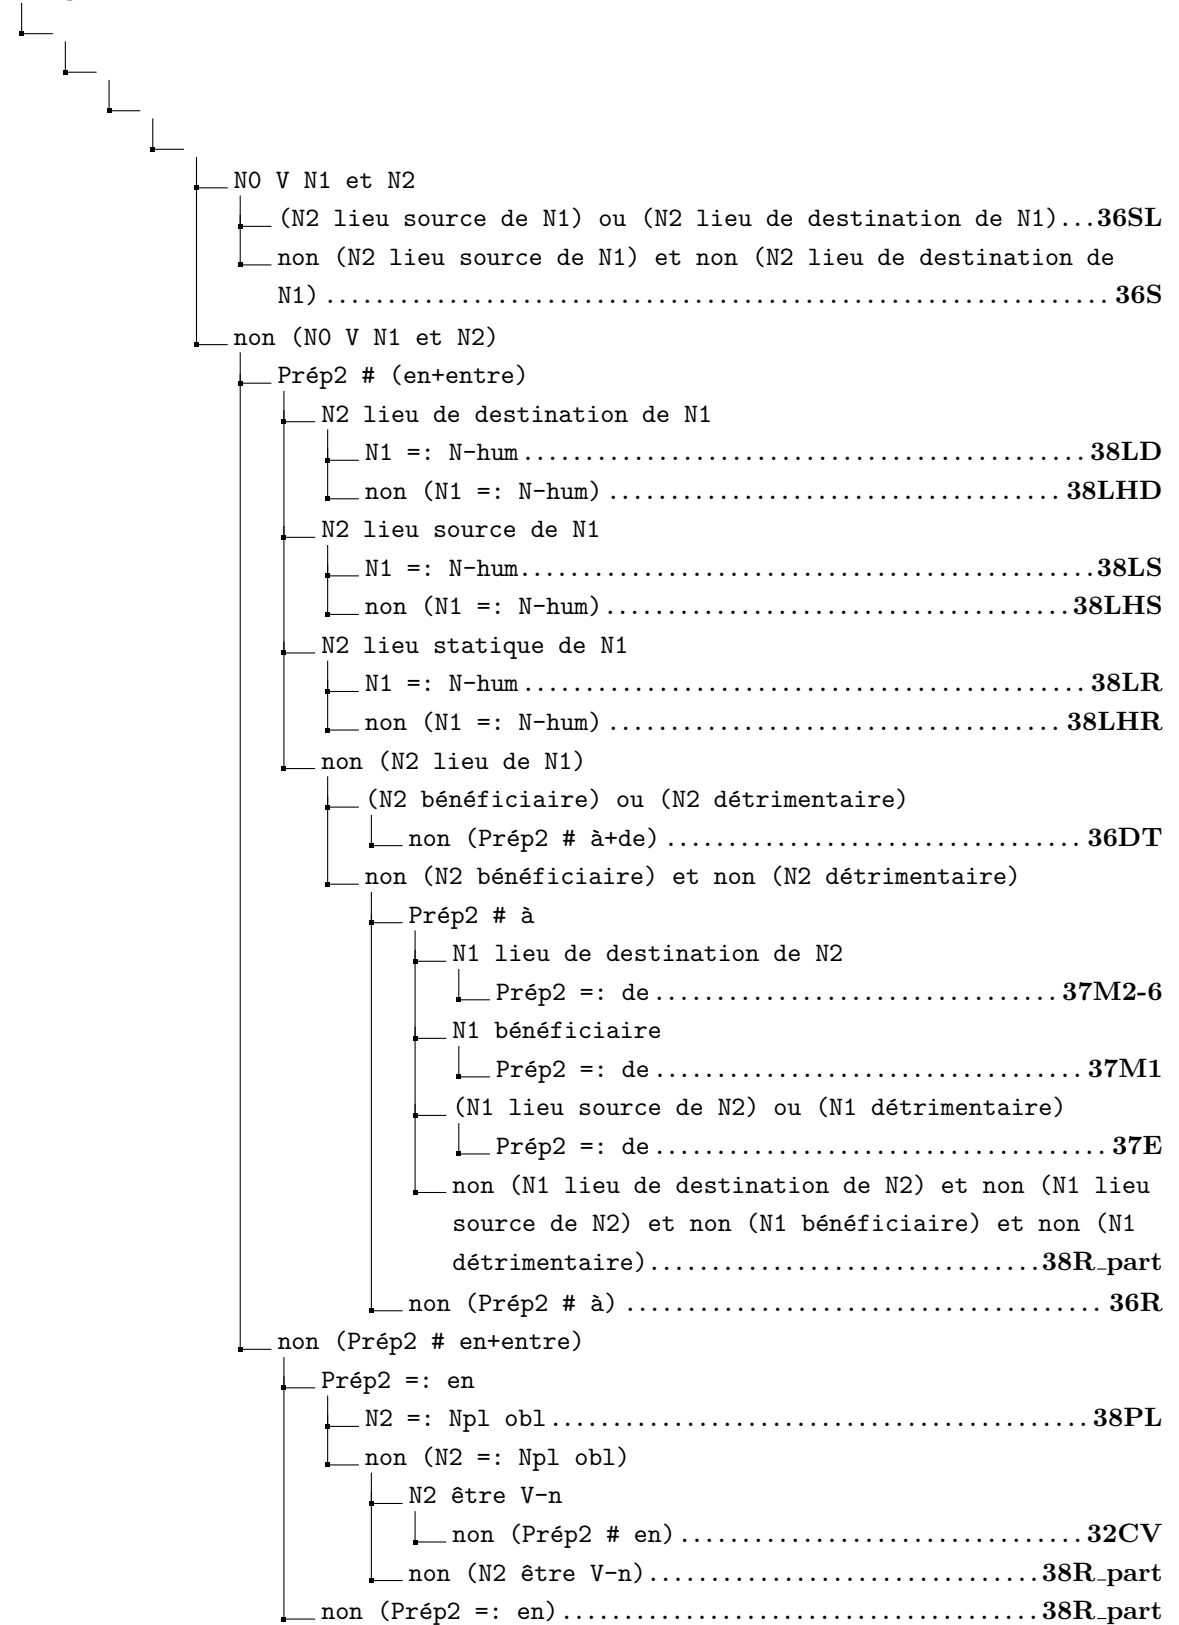 N0 V N1 et N2
(N2 lieu source de N1) ou (N2 lieu de destination de N1)...36SL
non (N2 lieu source de N1) et non (N2 lieu de destination de
N1)................................................................36S
non (N0 V N1 et N2)
Prép2 # (en+entre)
N2 lieu de destination de N1
N1 =: N-hum..............................................38LD
non (N1 =: N-hum).....................................38LHD
N2 lieu source de N1
N1 =: N-hum...............................................38LS
non (N1 =: N-hum)......................................38LHS
N2 lieu statique de N1
N1 =: N-hum..............................................38LR
non (N1 =: N-hum).....................................38LHR
non (N2 lieu de N1)
(N2 bénéficiaire) ou (N2 détrimentaire)
non (Prép2 # à+de)..................................36DT
non (N2 bénéficiaire) et non (N2 détrimentaire)
Prép2 # à
N1 lieu de destination de N2
Prép2 =: de.................................37M2-6
N1 bénéficiaire
Prép2 =: de...................................37M1
(N1 lieu source de N2) ou (N1 détrimentaire)
Prép2 =: de.....................................37E
non (N1 lieu de destination de N2) et non (N1 lieu
source de N2) et non (N1 bénéficiaire) et non (N1
détrimentaire)................................38R_part
non (Prép2 # à).......................................36R
non (Prép2 # en+entre)
Prép2 =: en
N2 =: Npl obl............................................38PL
non (N2 =: Npl obl)
N2 être V-n
non (Prép2 # en).................................32CV
non (N2 être V-n)................................38R_part
non (Prép2 =: en).......................................38R_part